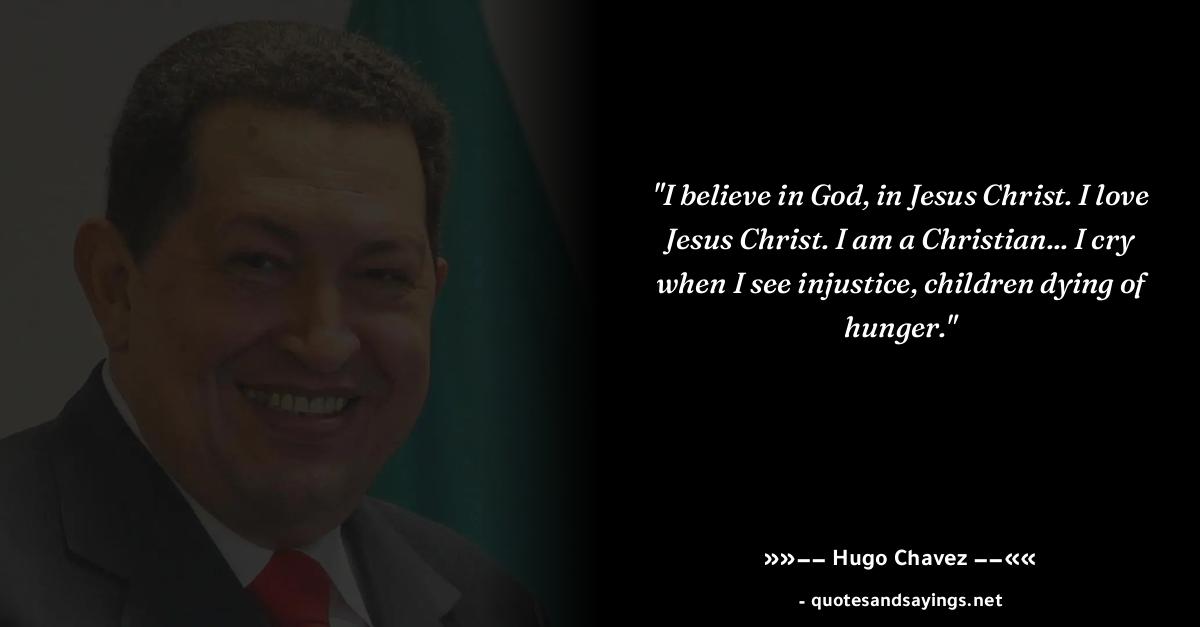 "I believe in God, in Jesus Christ. I love
Jesus Christ. I am a Christian... I cry
when I see injustice, children dying of
hunger."
»»−− Hugo Chavez −−««
- quotesandsayings.net